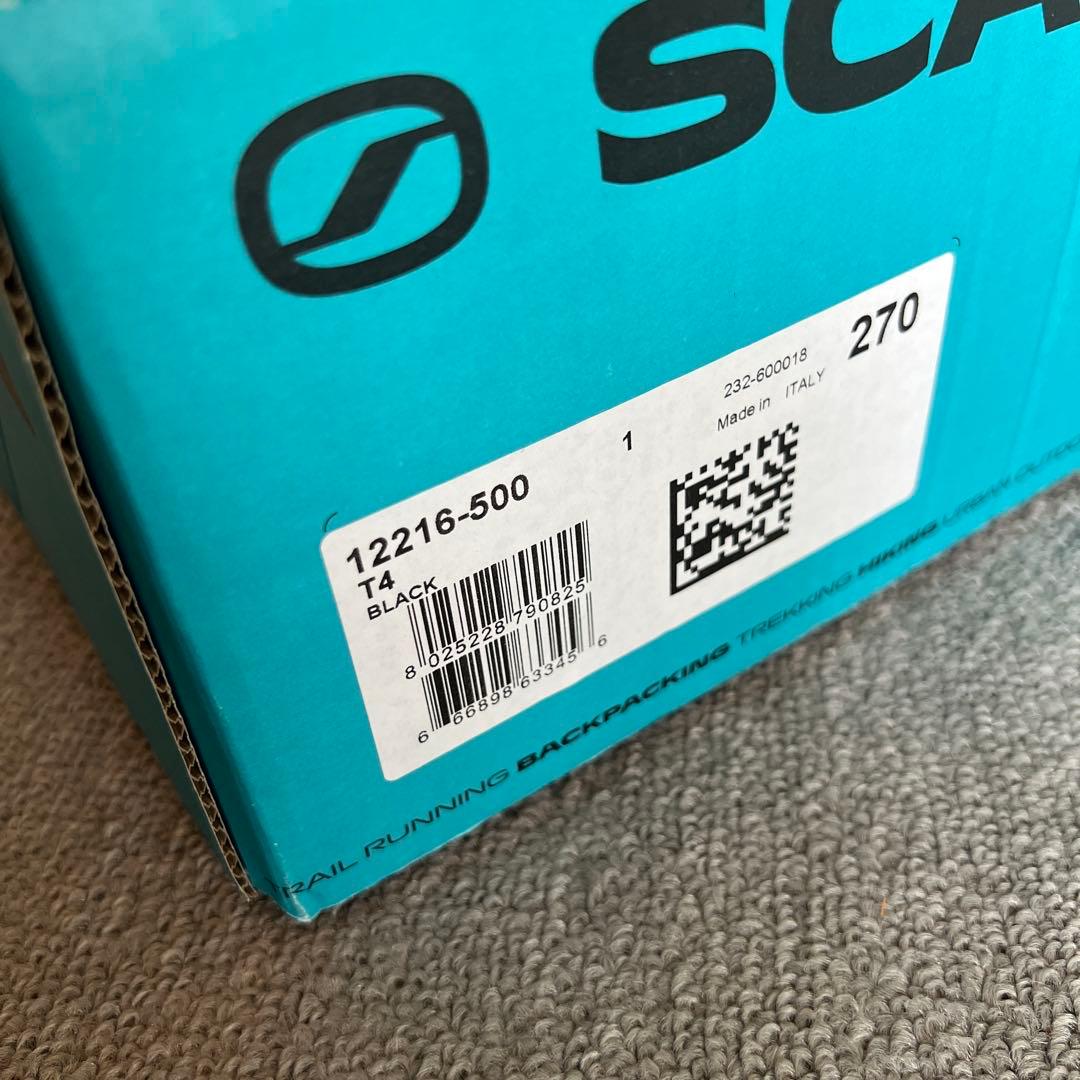 SCA
270
232-600018
Made in ITALY
1
12216-500
T4
BLACK
8 025228 790825
6 66898 63345 6
TRAIL RUNNING BACKPACKING TREKKING HIKING URBAN OUTDO